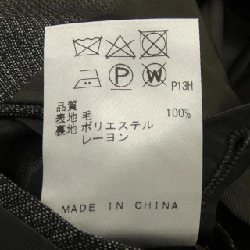 P W P13H
品質
表地 毛 100%
裏地 ポリエステル
レーヨン
MADE IN CHINA